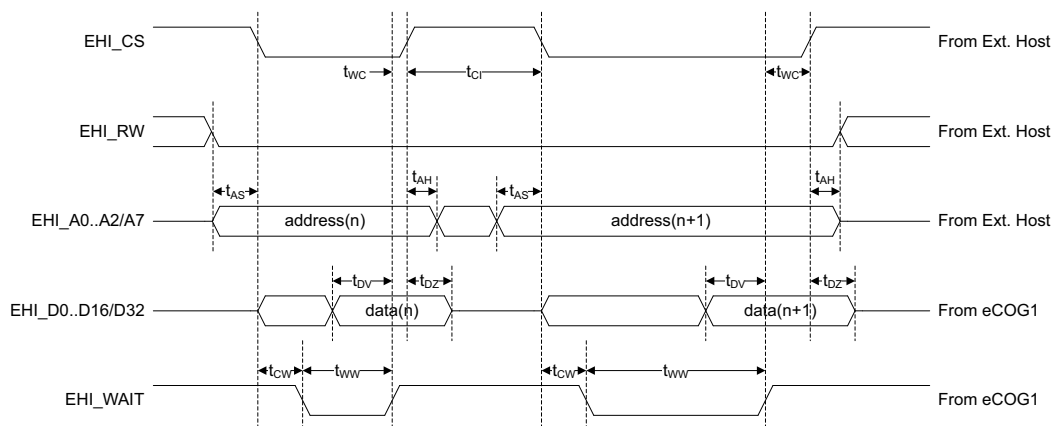 EHI_CS From Ext. Host
tWC tCI tWC
EHI_RW From Ext. Host
tAS tAH tAS tAH
EHI_A0..A2/A7 address(n) address(n+1) From Ext. Host
tDV tDZ tDV tDZ
EHI_D0..D16/D32 data(n) data(n+1) From eCOG1
tCW tWW tCW tWW
EHI_WAIT From eCOG1